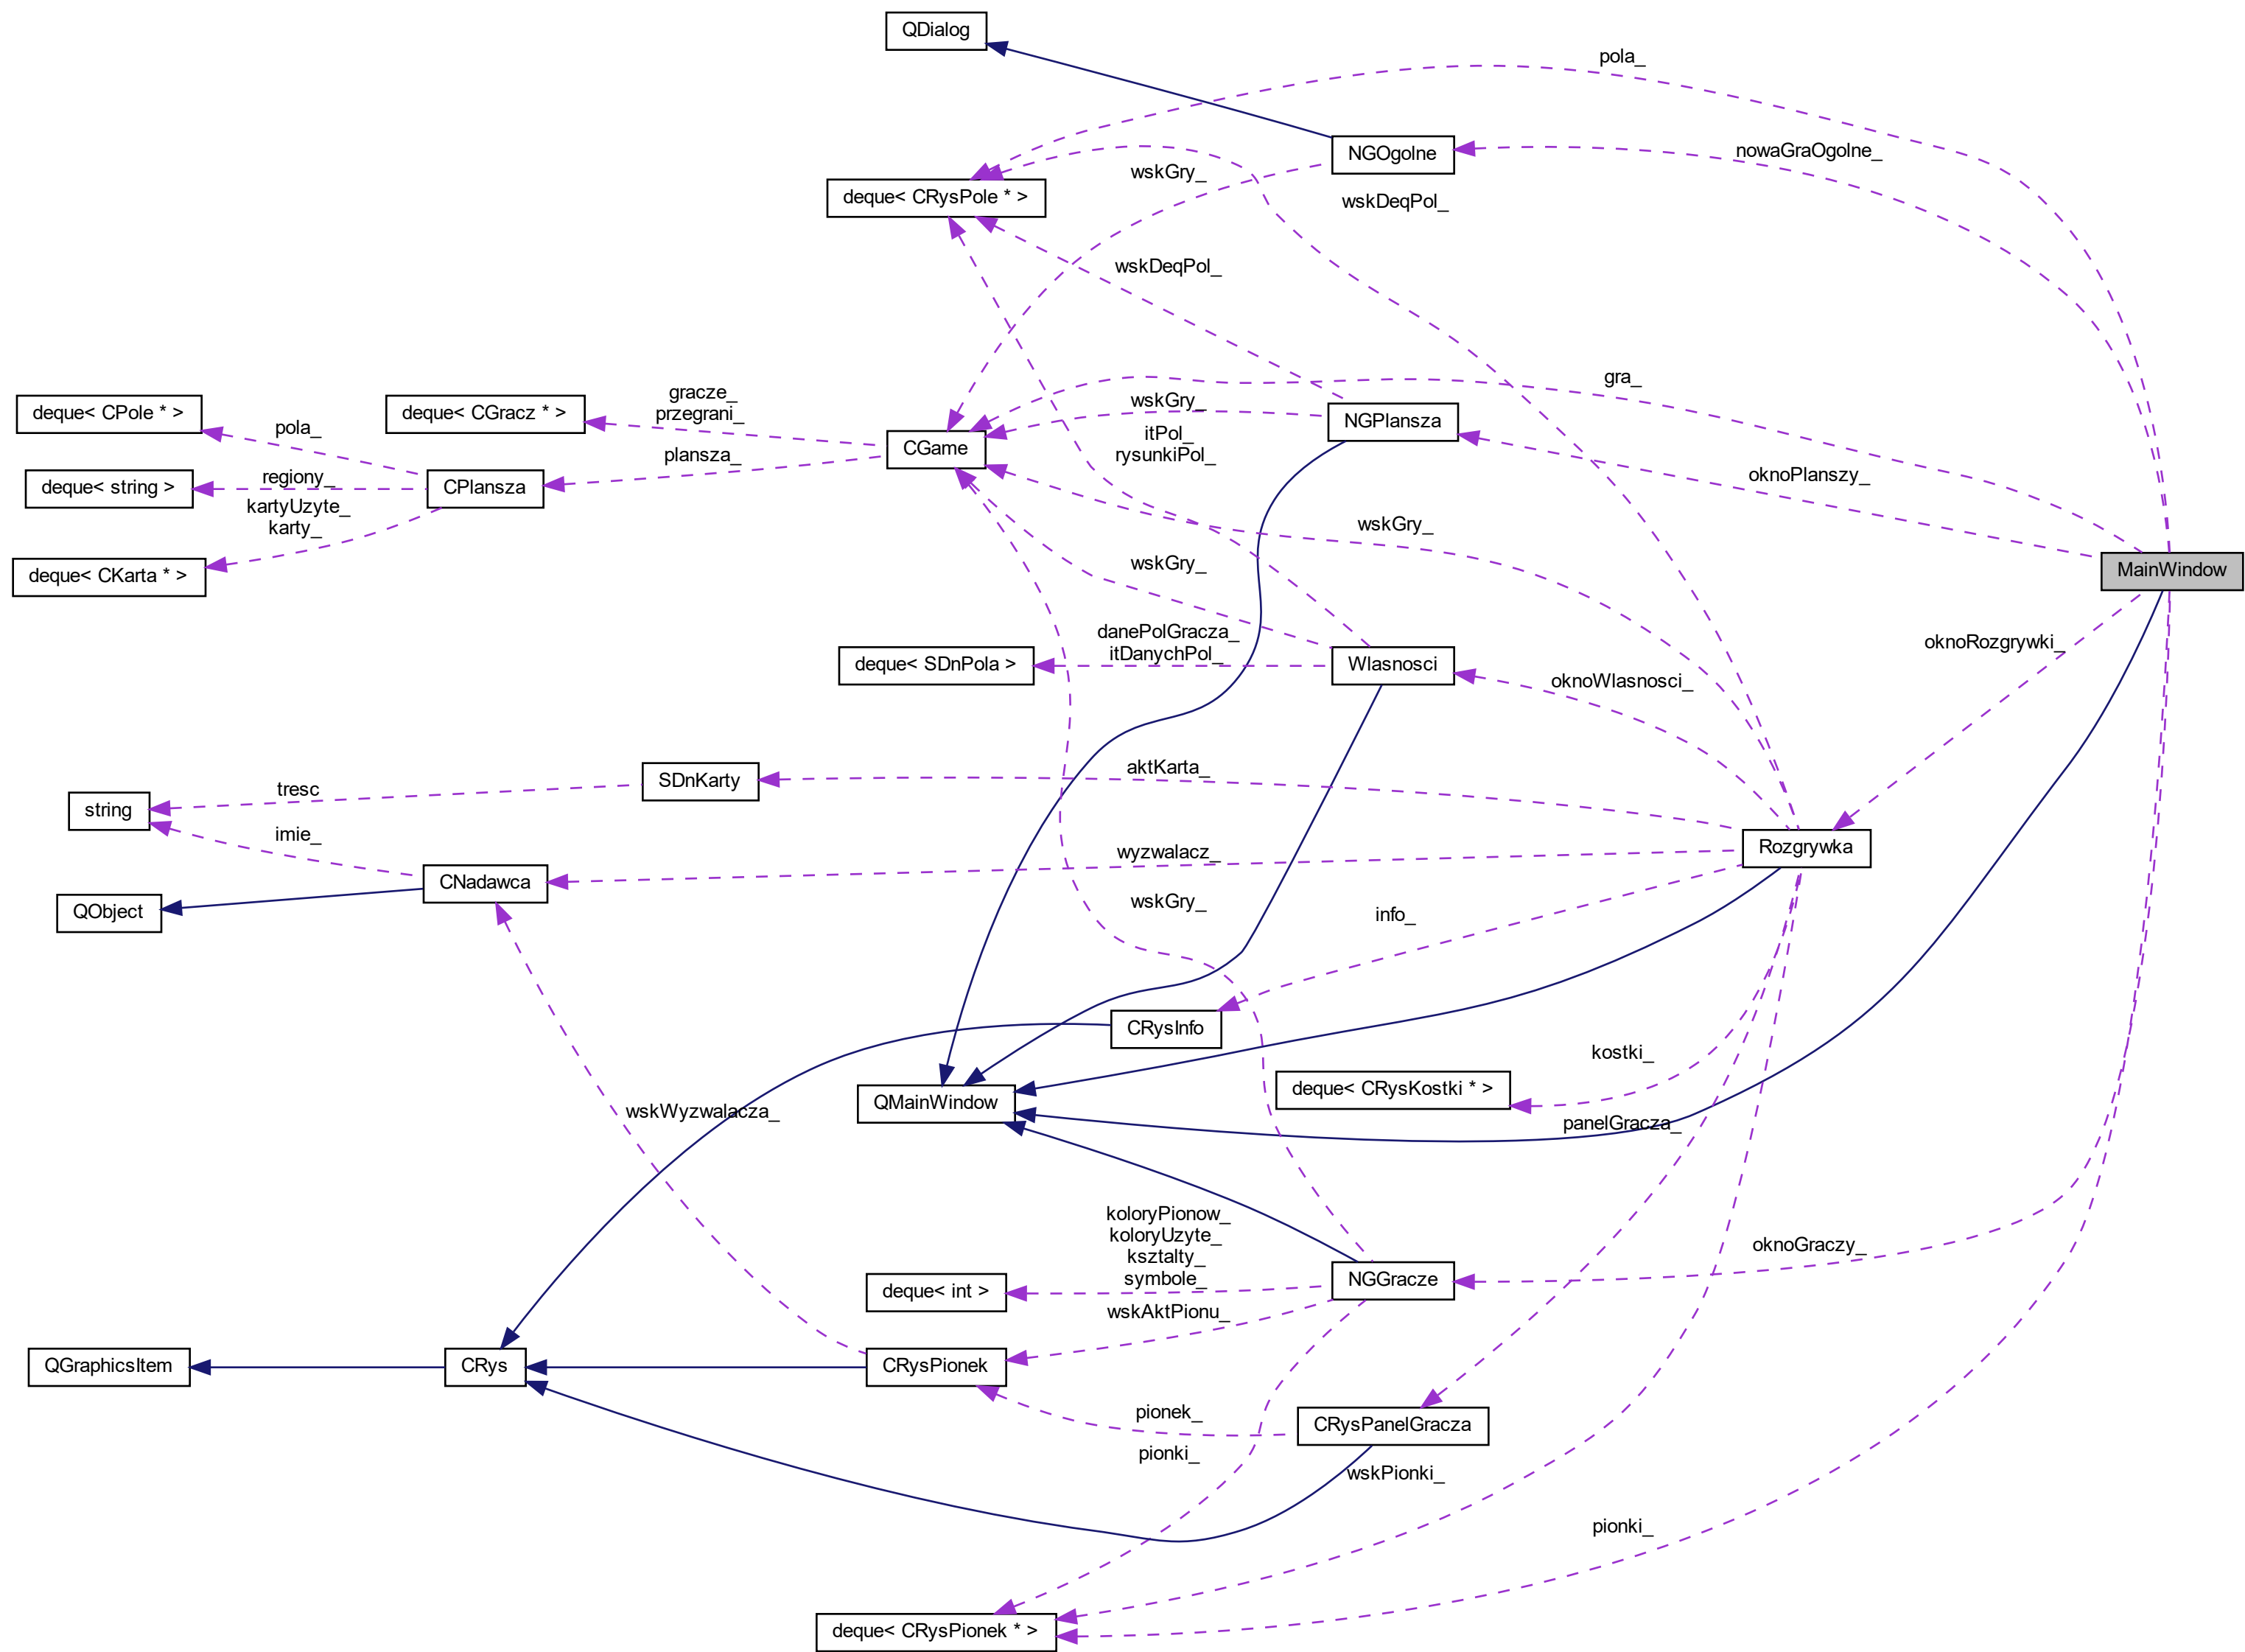 QDialog
pola_
NGOgolne
nowaGraOgolne_
wskGry_
deque< CRysPole * >
wskDeqPol_
wskDeqPol_
gra_
gracze_
przegrani_
deque< CPole * >
deque< CGracz * >
wskGry_
NGPlansza
pola_
itPol_
rysunkiPol_
CGame
plansza_
oknoPlanszy_
regiony_
deque< string >
CPlansza
kartyUzyte_
karty_
wskGry_
wskGry_
MainWindow
deque< CKarta * >
danePolGracza_
itDanychPol_
oknoRozgrywki_
deque< SDnPola >
Wlasnosci
oknoWlasnosci_
aktKarta_
SDnKarty
tresc
string
imie_
Rozgrywka
wyzwalacz_
CNadawca
wskGry_
QObject
info_
CRysInfo
kostki_
deque< CRysKostki * >
QMainWindow
wskWyzwalacza_
panelGracza_
koloryPionow_
koloryUzyte_
ksztalty_
symbole_
oknoGraczy_
NGGracze
deque< int >
wskAktPionu_
QGraphicsItem
CRys
CRysPionek
pionek_
CRysPanelGracza
pionki_
wskPionki_
pionki_
deque< CRysPionek * >